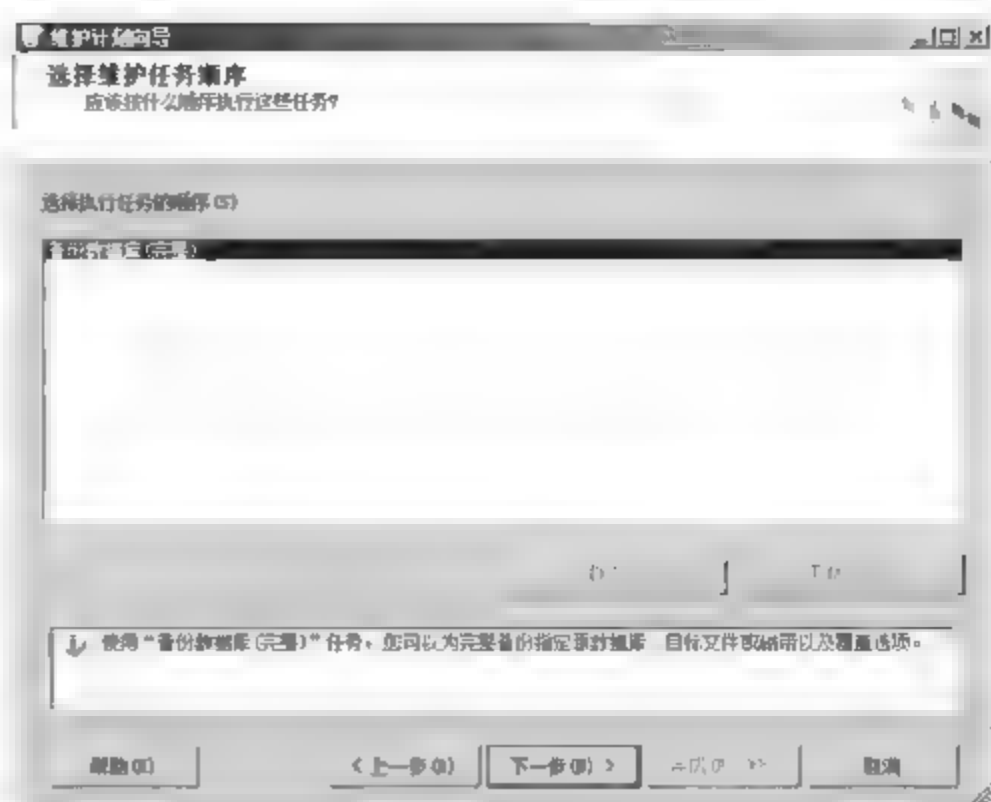 维护计划向导
选择维护任务顺序
应该按什么顺序执行这些任务?
选择执行任务的顺序(S)
备份数据库(完整)
使用“备份数据库(完整)”任务,您可以为完整备份指定源数据库 目标文件或磁带以及覆盖选项。
帮助(H)
< 上一步(B)
下一步(N) >
取消